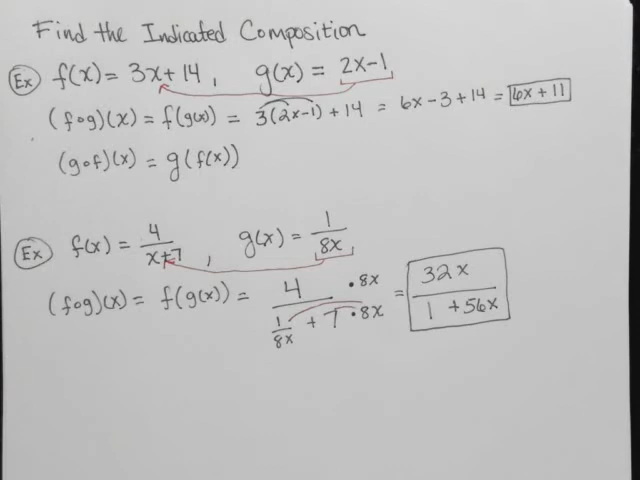 Find the Indicated Composition
Ex f(x) = 3x+14, g(x) = 2x-1
(f∘g)(x) = f(g(x)) = 3(2x-1) + 14 = 6x - 3 + 14 = 6x + 11
(g∘f)(x) = g(f(x))
Ex f(x) = 4/(x+7), g(x) = 1/(8x)
(f∘g)(x) = f(g(x)) = 4/(1/(8x) + 7) · 8x/· 8x = 32x/(1 + 56x)